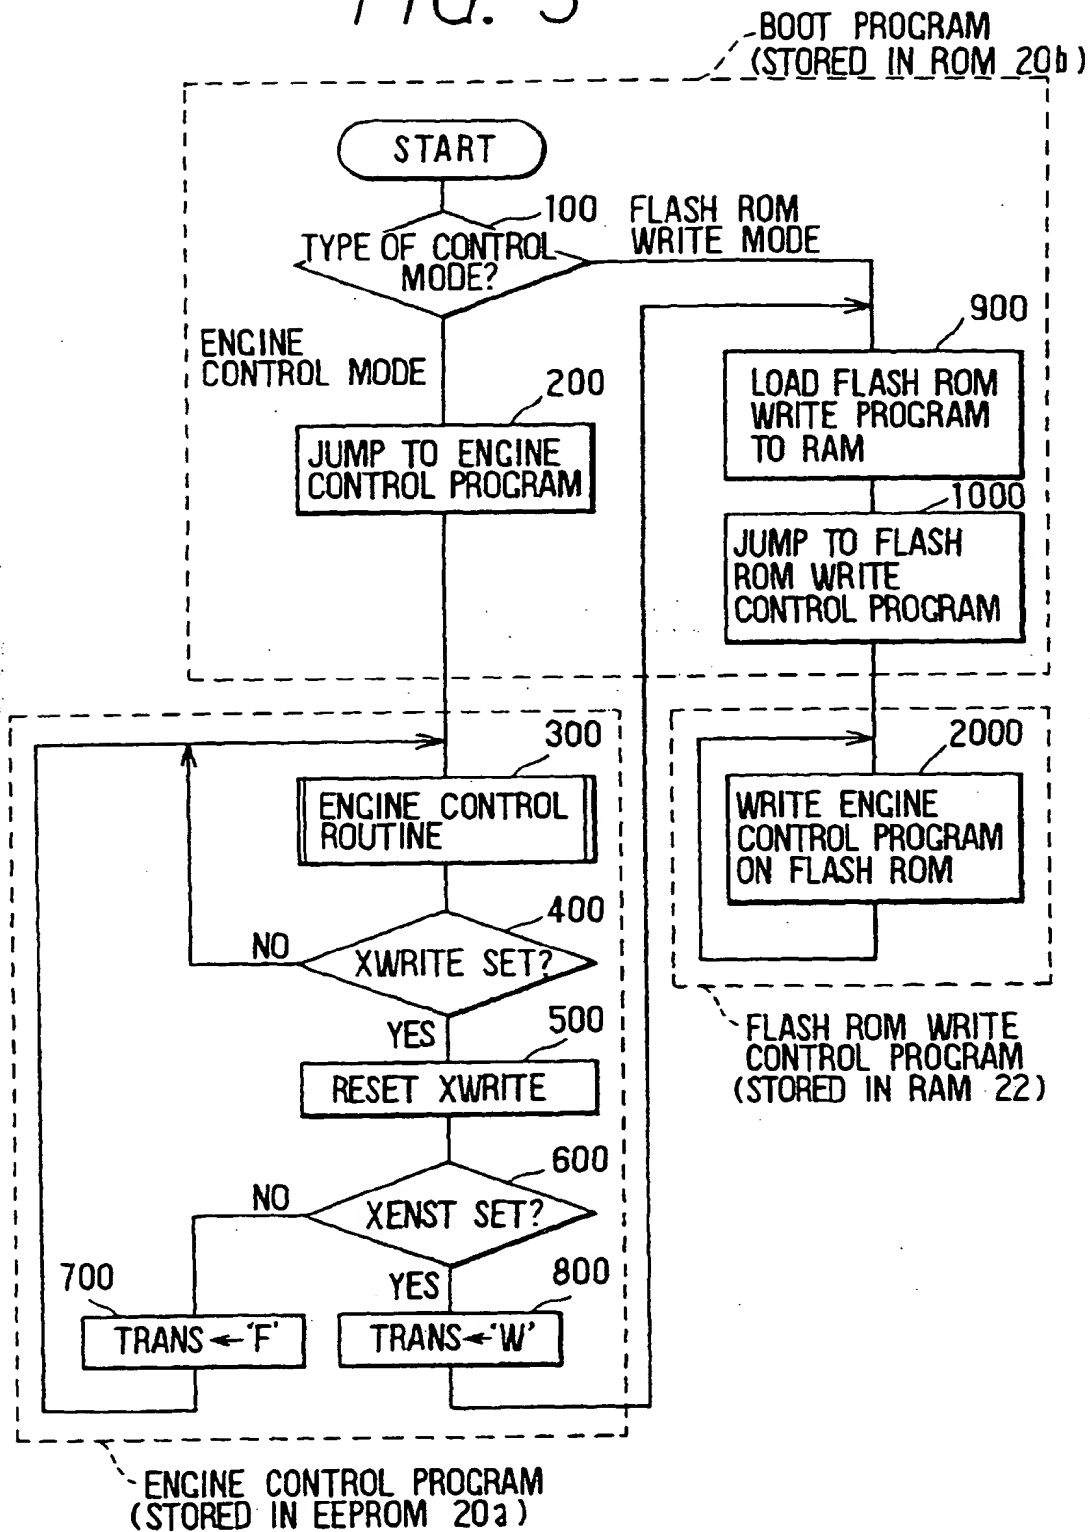 FIG. 3
BOOT PROGRAM
(STORED IN ROM 20b)
START
100
FLASH ROM
WRITE MODE
TYPE OF CONTROL
MODE?
ENGINE
CONTROL MODE
900
LOAD FLASH ROM
WRITE PROGRAM
TO RAM
200
JUMP TO ENGINE
CONTROL PROGRAM
1000
JUMP TO FLASH
ROM WRITE
CONTROL PROGRAM
300
ENGINE CONTROL
ROUTINE
2000
WRITE ENGINE
CONTROL PROGRAM
ON FLASH ROM
400
NO
XWRITE SET?
YES
500
RESET XWRITE
FLASH ROM WRITE
CONTROL PROGRAM
(STORED IN RAM 22)
600
NO
XENST SET?
YES
700
TRANS←'F'
800
TRANS←'W'
ENGINE CONTROL PROGRAM
(STORED IN EEPROM 20a)